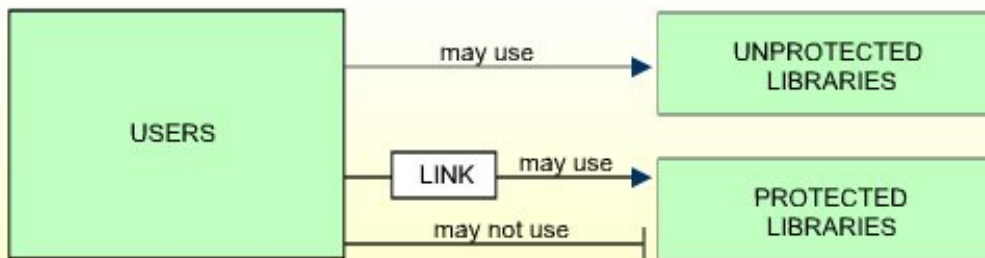 may use
UNPROTECTED
LIBRARIES
USERS
LINK
may use
PROTECTED
LIBRARIES
may not use